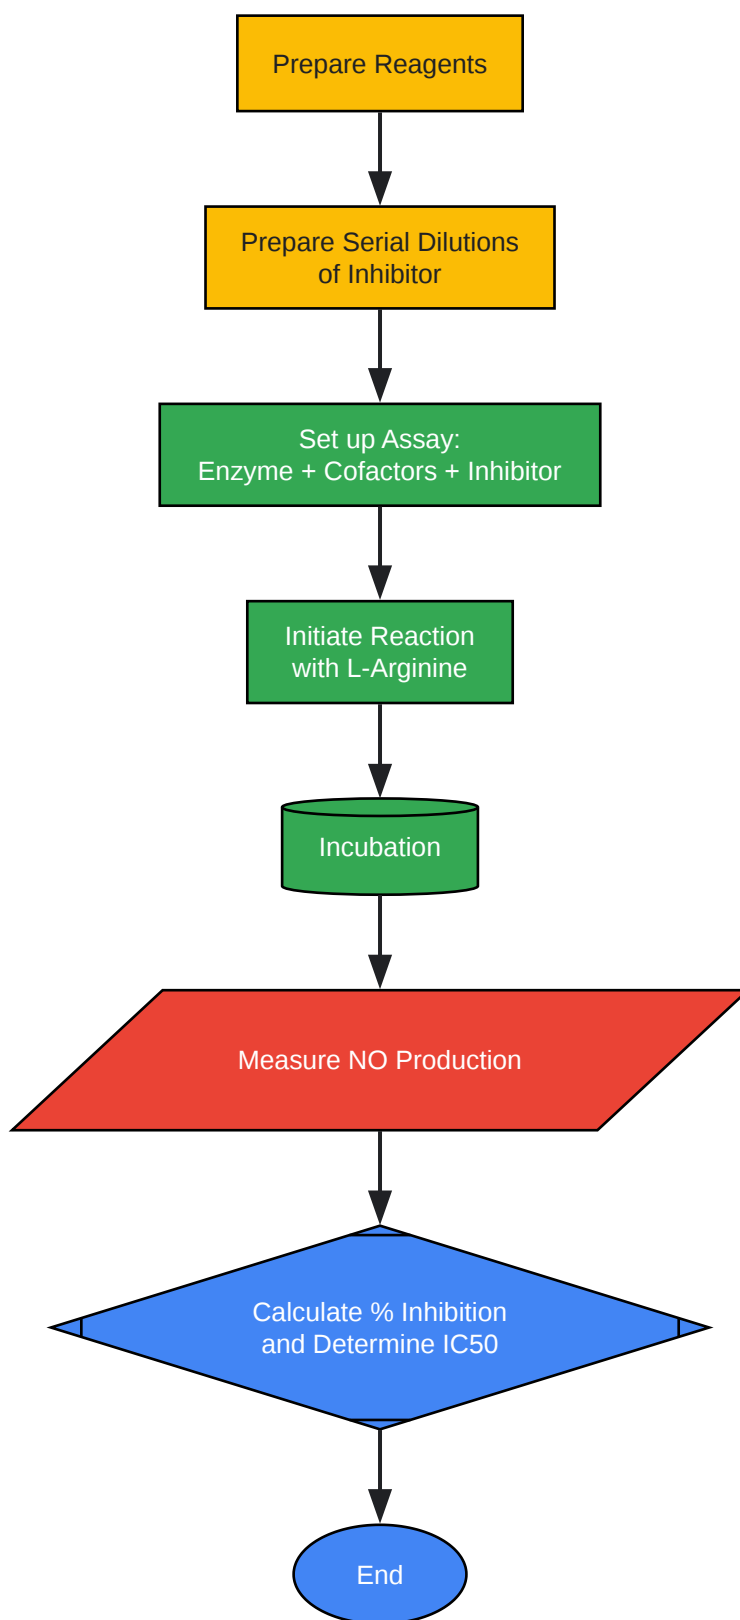 Prepare Reagents
Prepare Serial Dilutions
of Inhibitor
Set up Assay:
Enzyme + Cofactors + Inhibitor
Initiate Reaction
with L-Arginine
Incubation
Measure NO Production
Calculate % Inhibition
and Determine IC50
End